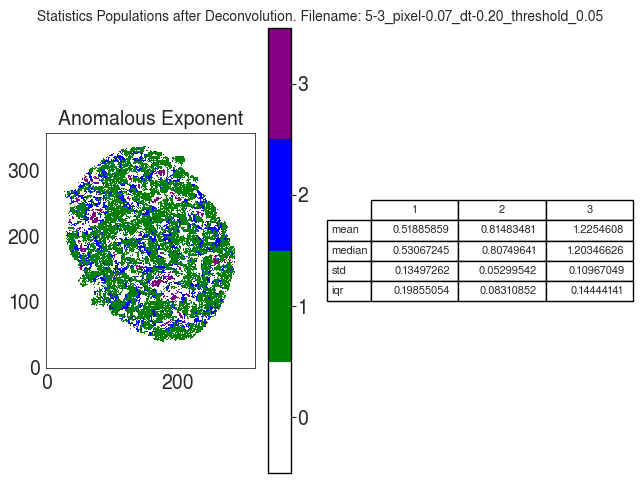 Statistics Populations after Deconvolution. Filename: 5-3_pixel-0.07_dt-0.20_threshold_0.05
Anomalous Exponent
300
200
100
0
0 200
3
2
1
0
1 2 3
mean 0.51885859 0.81483481 1.2254608
median 0.53067245 0.80749641 1.20346626
std 0.13497262 0.05299542 0.10967049
iqr 0.19855054 0.08310852 0.14444141